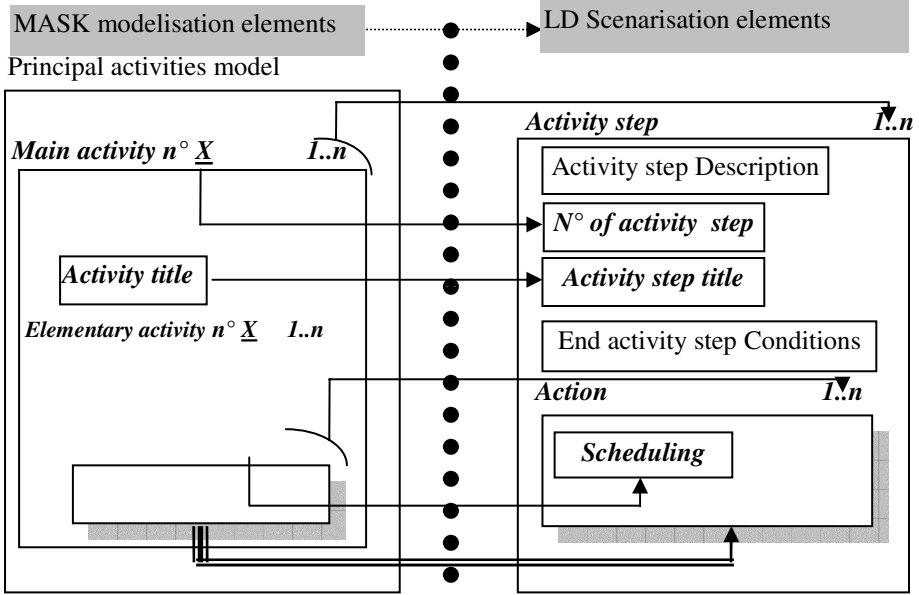 MASK modelisation elements
LD Scenarisation elements
Principal activities model
Main activity n° X 1..n
Activity title
Elementary activity n° X 1..n
Activity step 1..n
Activity step Description
N° of activity step
Activity step title
End activity step Conditions
Action 1..n
Scheduling